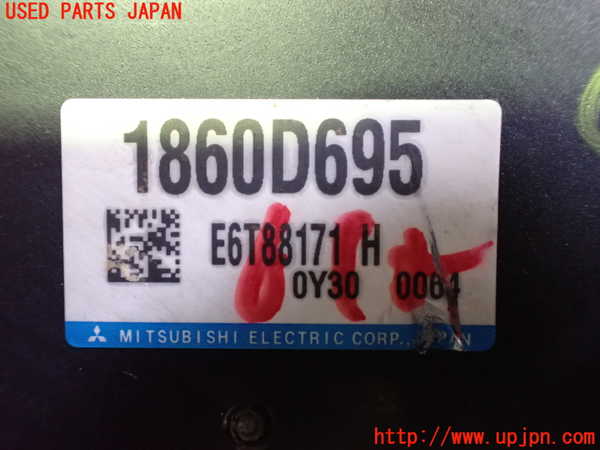 USED PARTS JAPAN
1860D695
E6T88171 H
0Y30 0064
MITSUBISHI ELECTRIC CORP., JAPAN
http://www.upjpn.com/